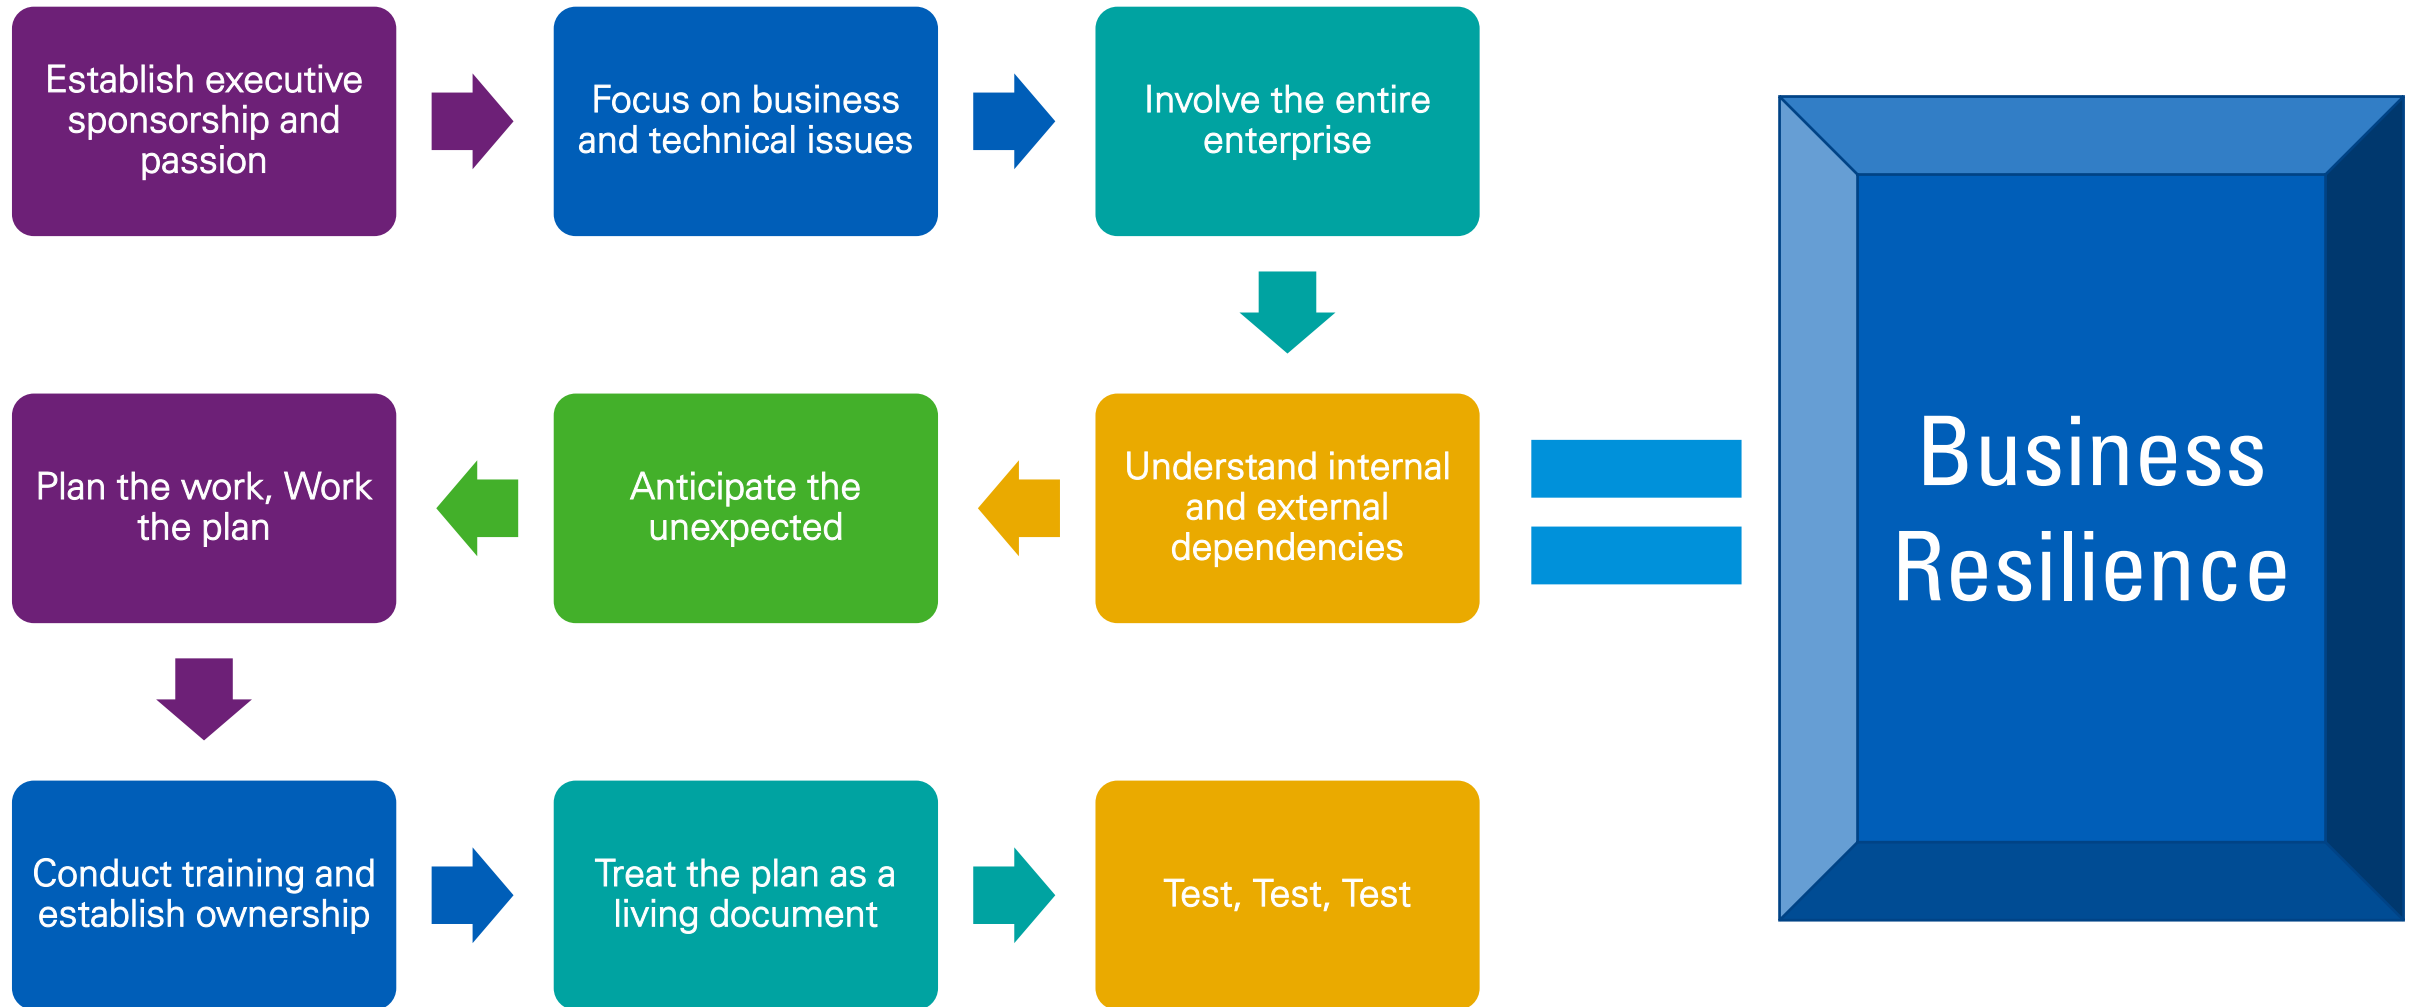 Establish executive
sponsorship and
passion
Focus on business
and technical issues
Involve the entire
enterprise
Understand internal
and external
dependencies
Anticipate the
unexpected
Plan the work, Work
the plan
Conduct training and
establish ownership
Treat the plan as a
living document
Test, Test, Test
Business
Resilience